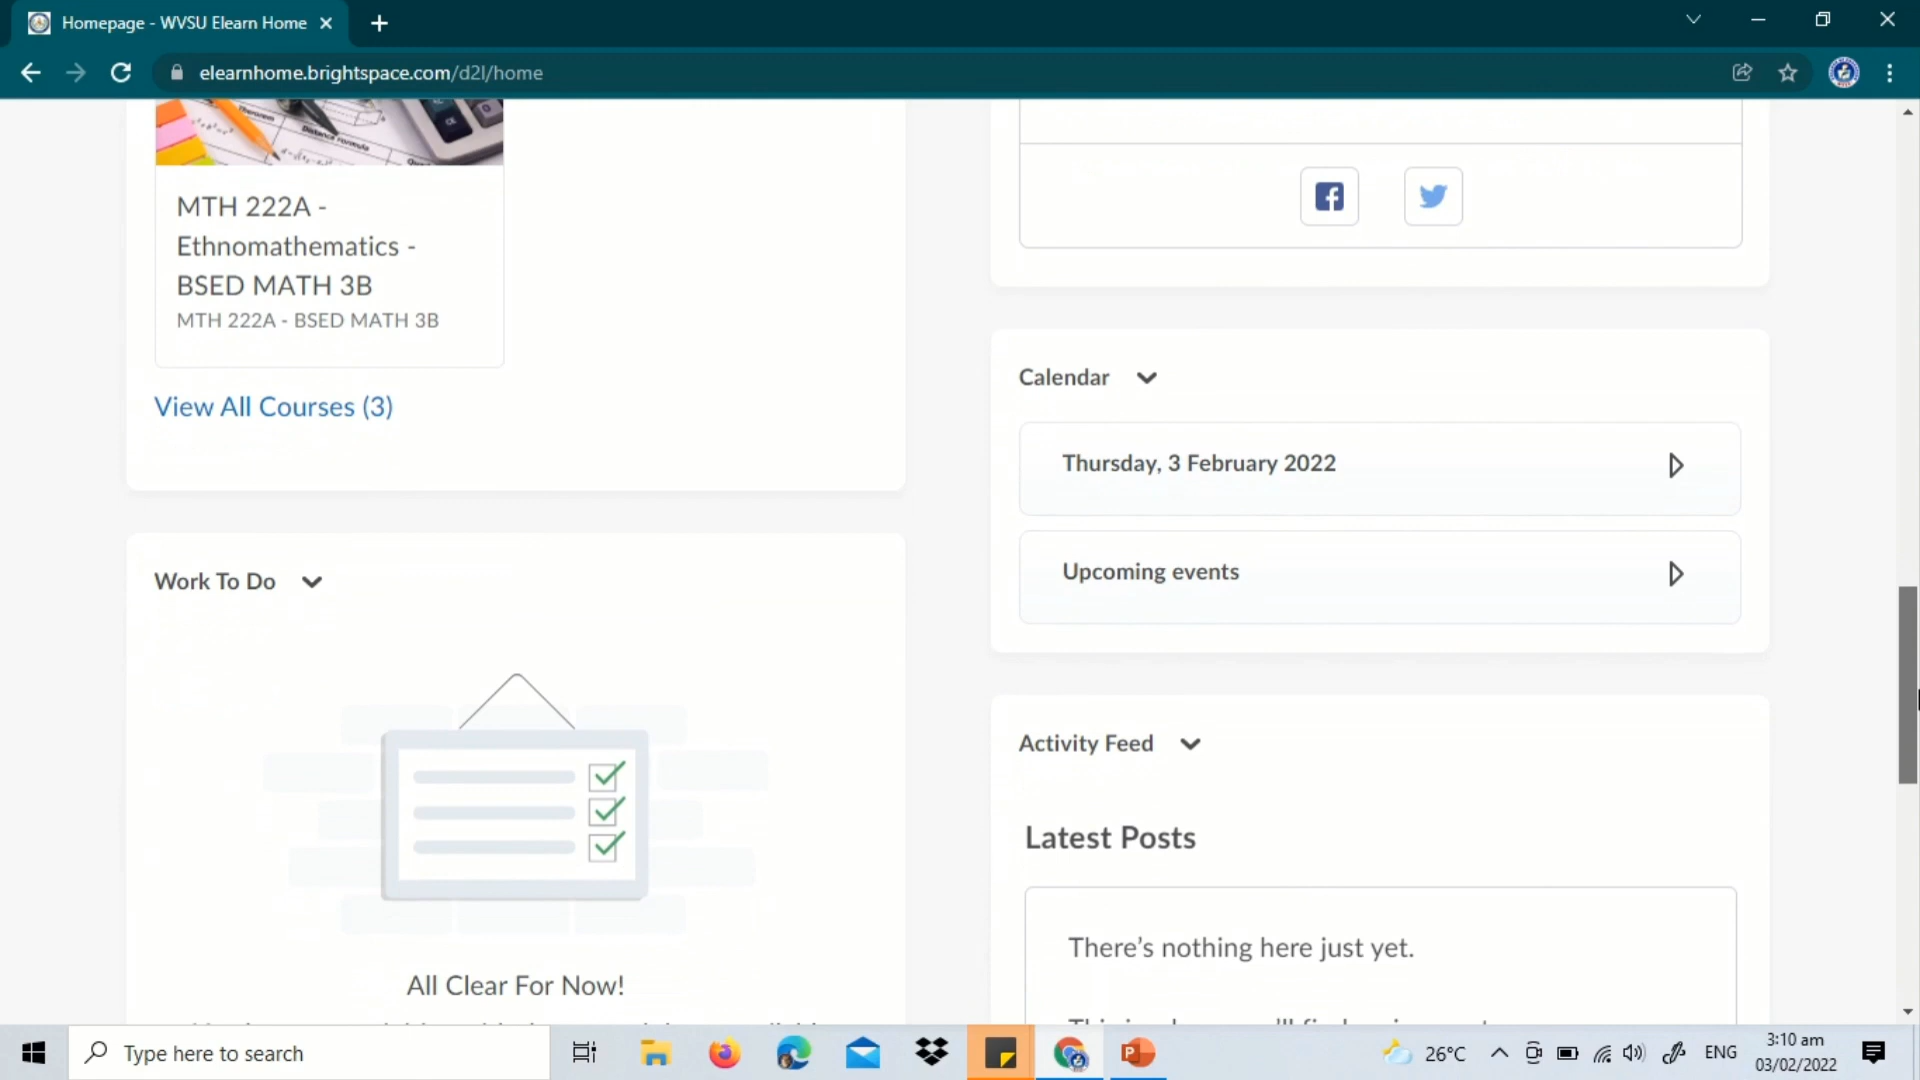 Homepage - WVSU Elearn Home
elearnhome.brightspace.com/d2l/home
Theorem
Distance formula
MTH 222A -
Ethnomathematics -
BSED MATH 3B
MTH 222A - BSED MATH 3B
View All Courses (3)
Work To Do
All Clear For Now!
Calendar
Thursday, 3 February 2022
Upcoming events
Activity Feed
Latest Posts
There's nothing here just yet.
Type here to search
26°C
ENG
3:10 am
03/02/2022